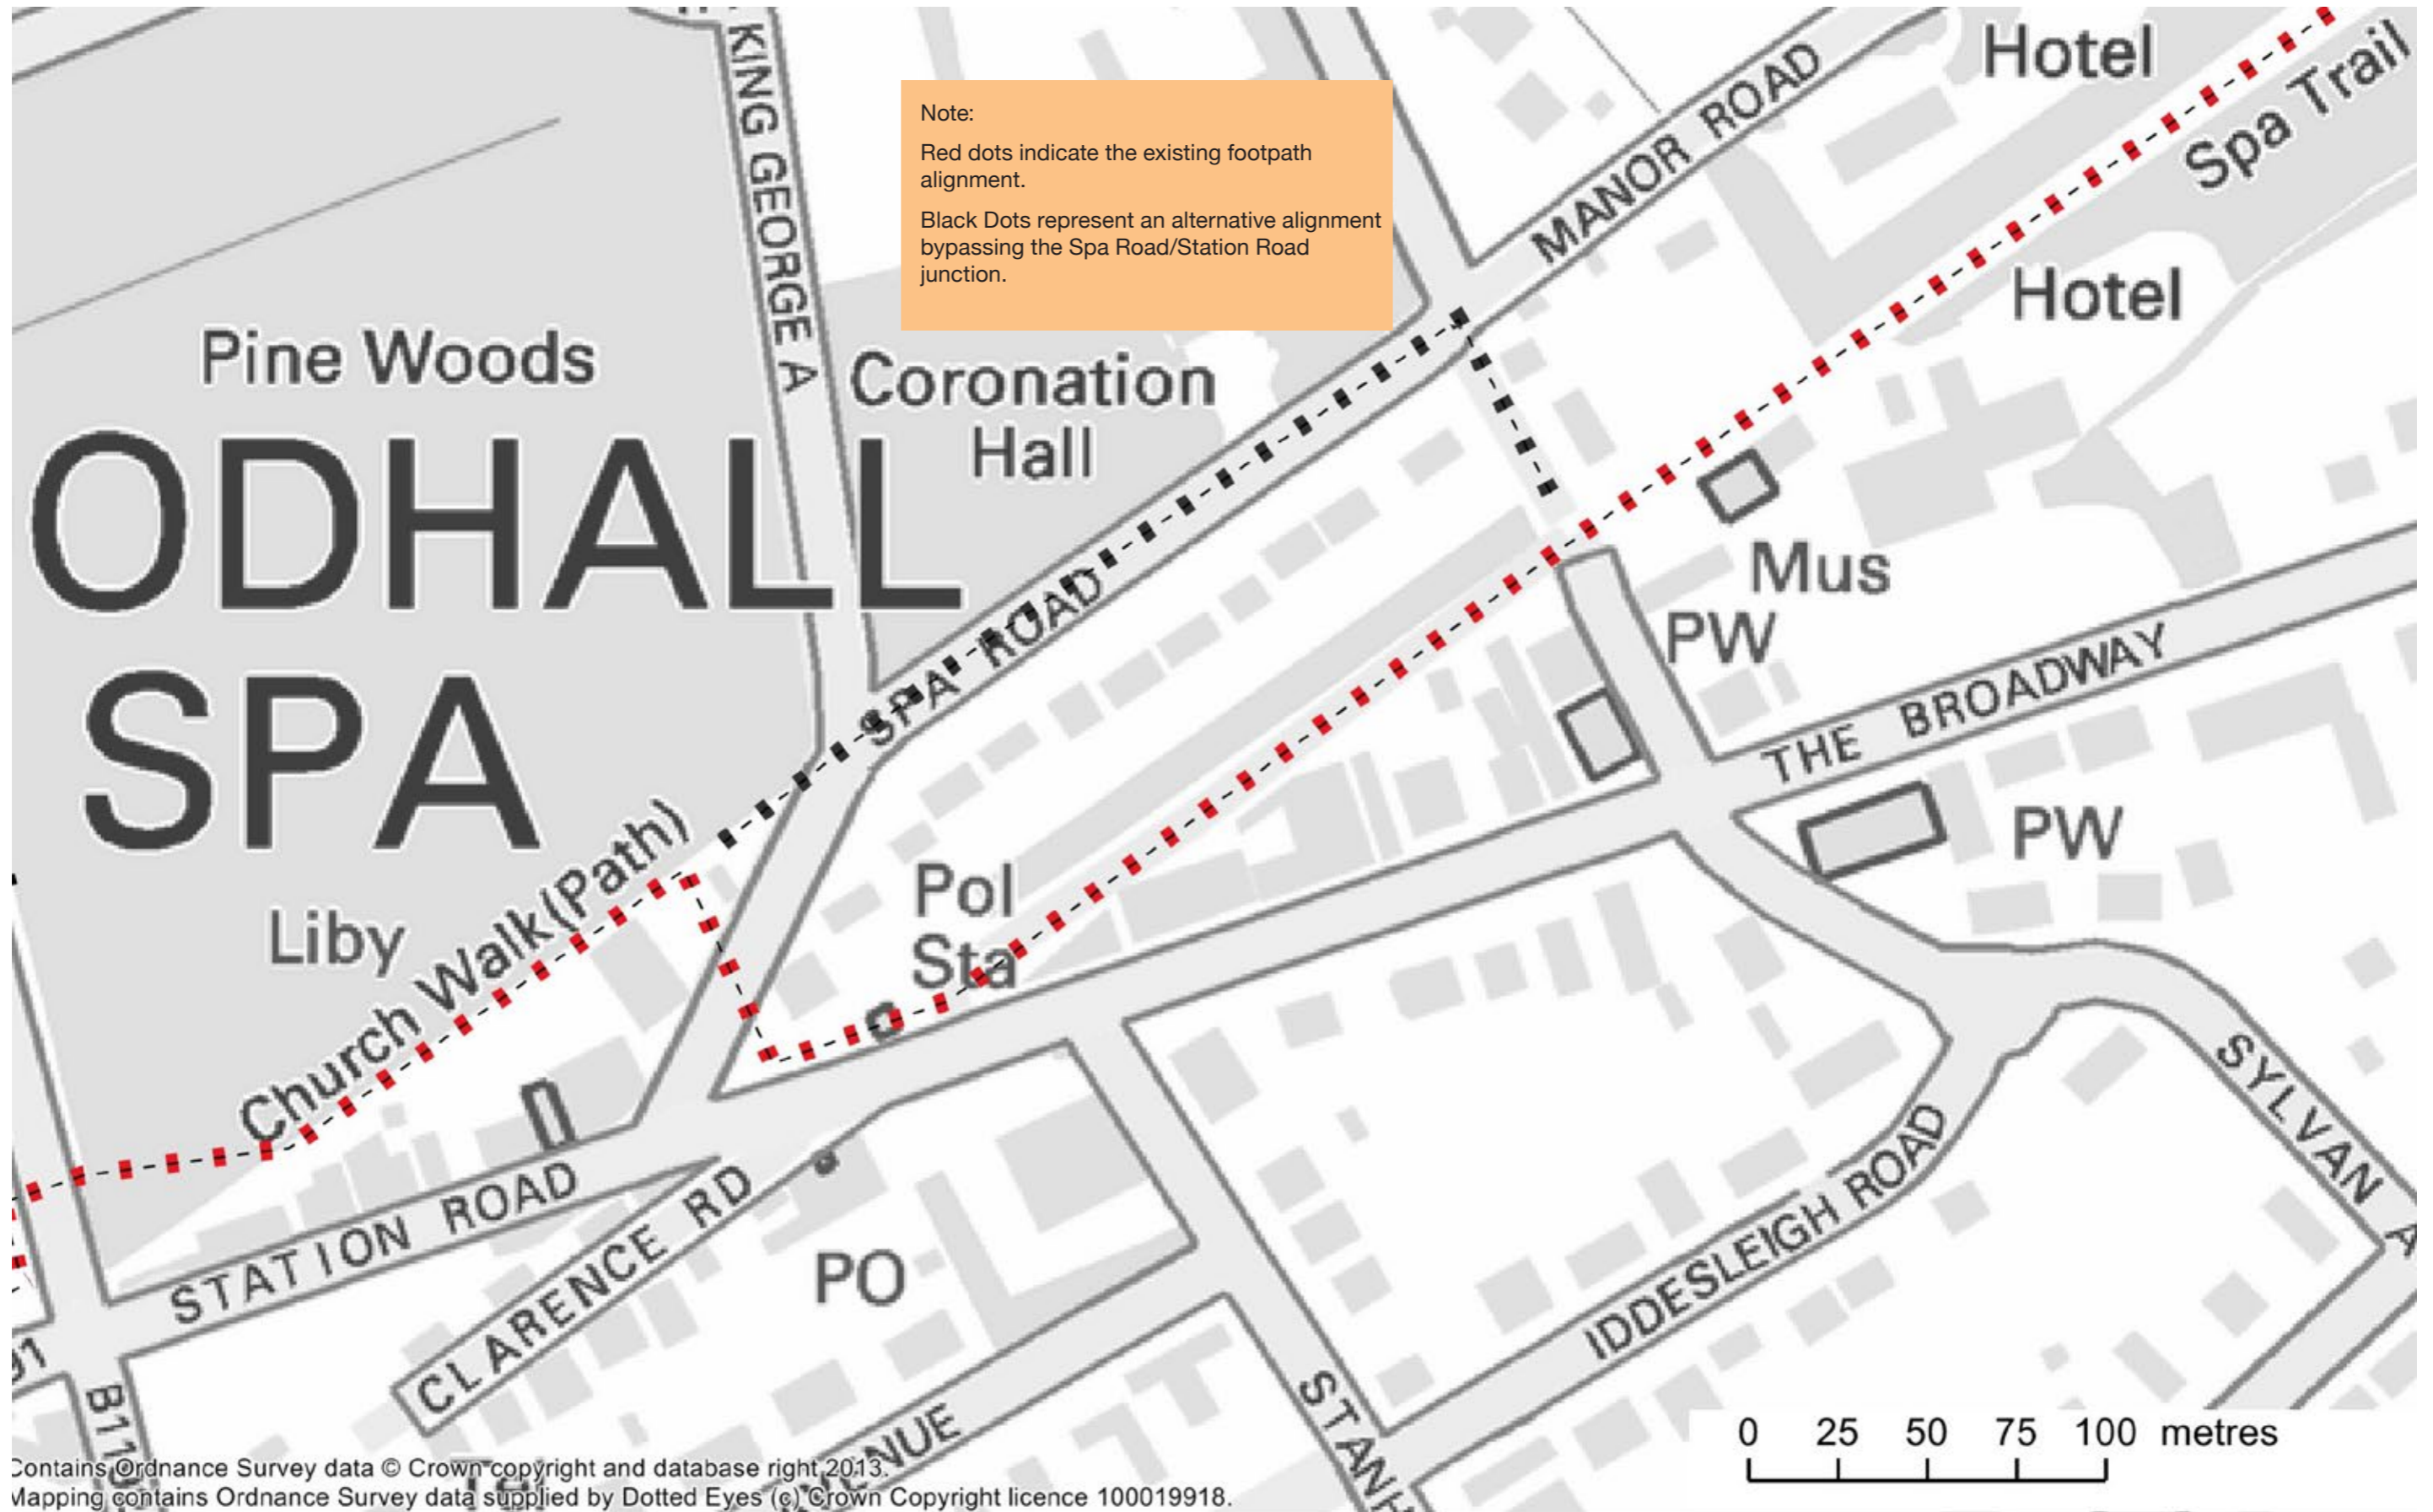 KING GEORGE A
Note:
Red dots indicate the existing footpath
alignment.
Black Dots represent an alternative alignment
bypassing the Spa Road/Station Road
junction.
MANOR ROAD
Hotel
Spa Trail
Hotel
Pine Woods
Coronation
Hall
ODHALL
SPA
SPA ROAD
Mus
PW
THE BROADWAY
PW
Church Walk(Path)
Liby
Pol
Sta
STATION ROAD
CLARENCE RD
PO
SYLVAN A
IDDESLEIGH ROAD
91
B11
STANH
ENUE
0 25 50 75 100 metres
Contains Ordnance Survey data © Crown copyright and database right 2013.
Mapping contains Ordnance Survey data supplied by Dotted Eyes (c) Crown Copyright licence 100019918.